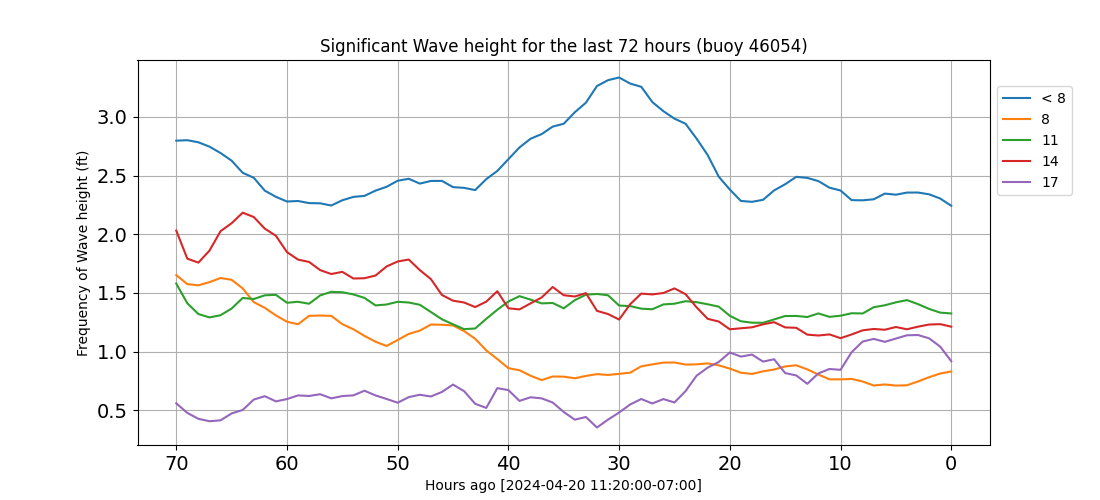 Significant Wave height for the last 72 hours (buoy 46054)
Frequency of Wave height (ft)
3.0
2.5
2.0
1.5
1.0
0.5
70 60 50 40 30 20 10 0
Hours ago [2024-04-20 11:20:00-07:00]
< 8
8
11
14
17